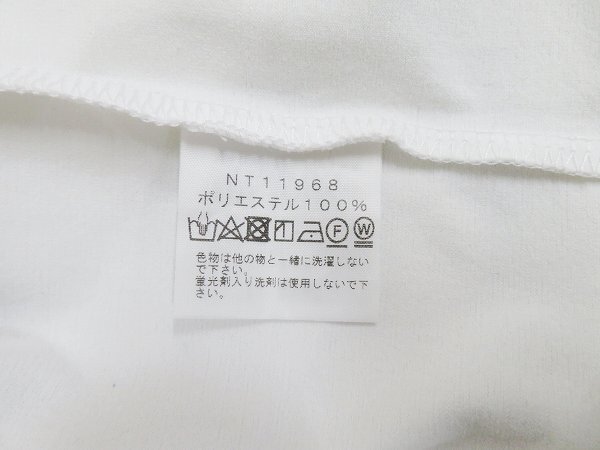 NT11968
ポリエステル100%
F W
色物は他の物と一緒に洗濯しない
で下さい。
蛍光剤入り洗剤は使用しないで下
さい。